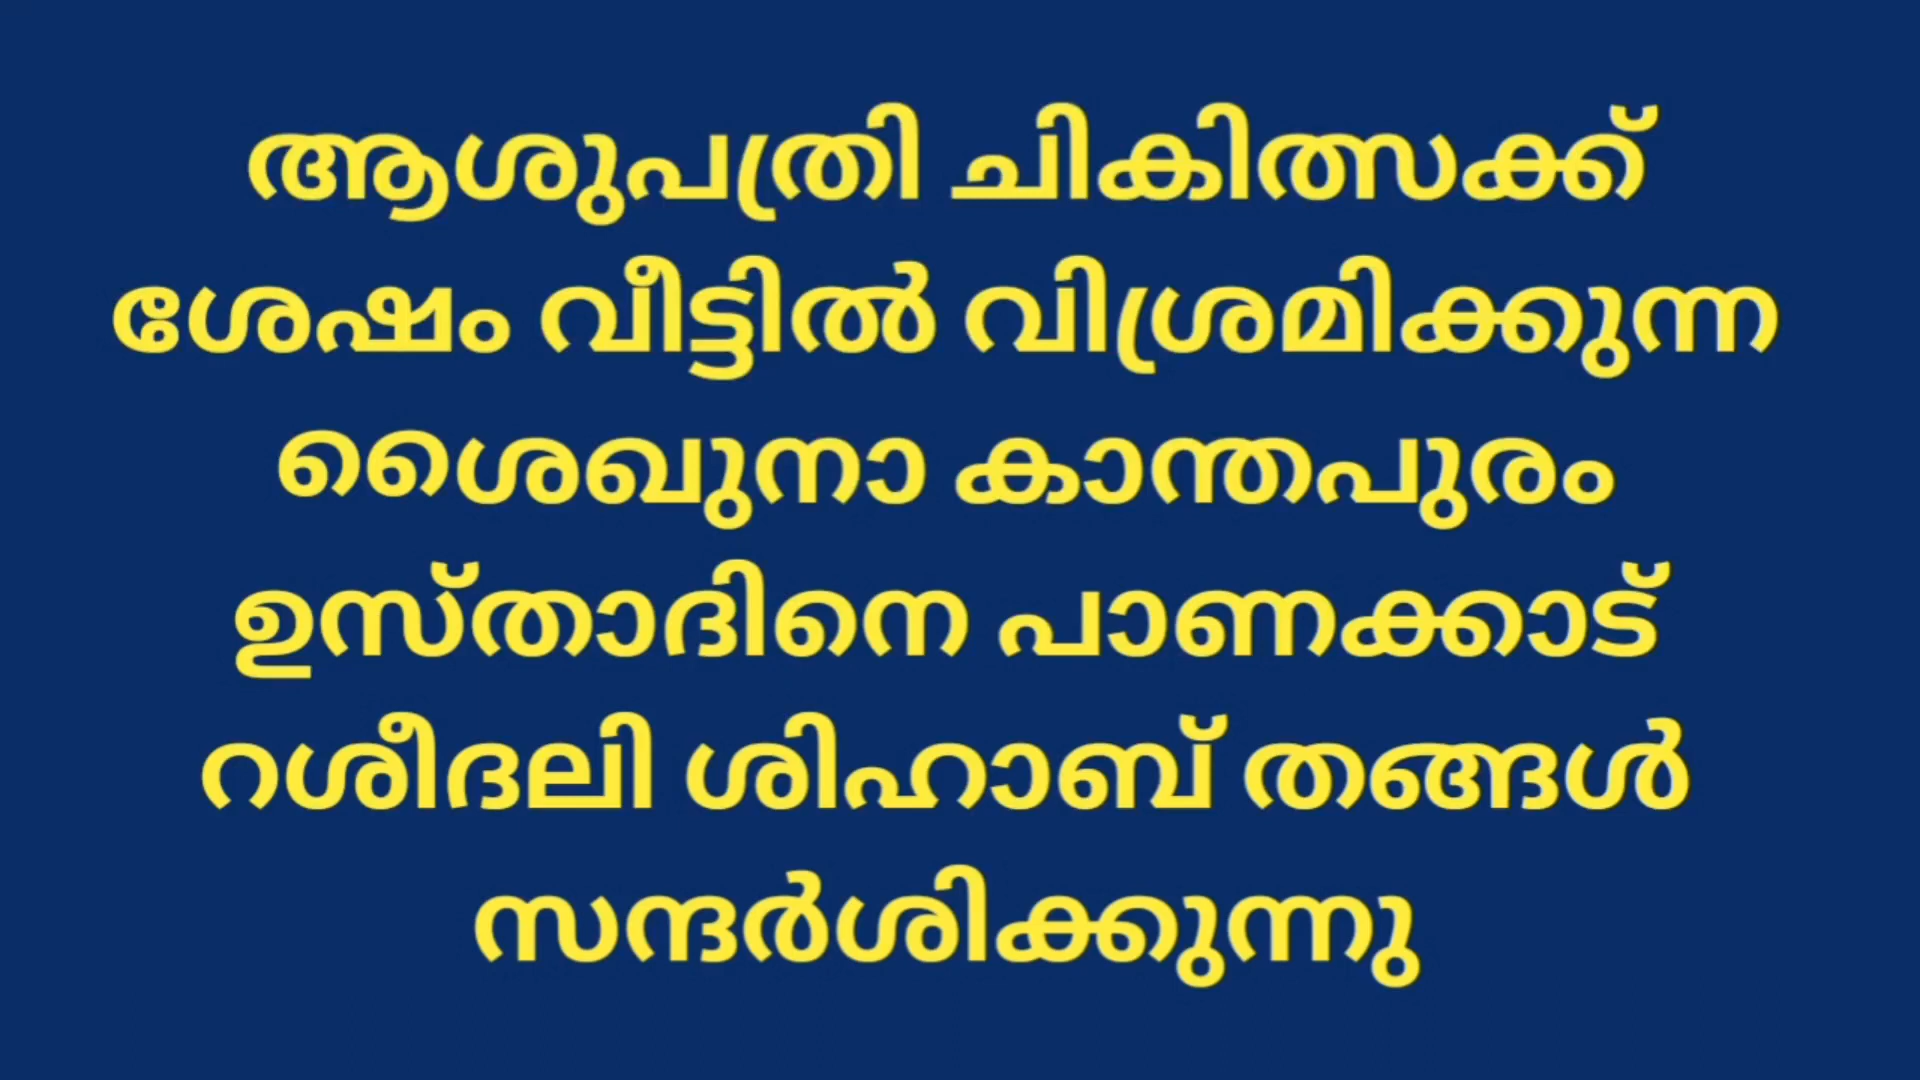 ആശുപത്രി ചികിത്സക്ക്
ശേഷം വീട്ടിൽ വിശ്രമിക്കുന്ന
ശൈഖുനാ കാന്തപുരം
ഉസ്താദിനെ പാണക്കാട്
റശീദലി ശിഹാബ് തങ്ങൾ
സന്ദർശിക്കുന്നു